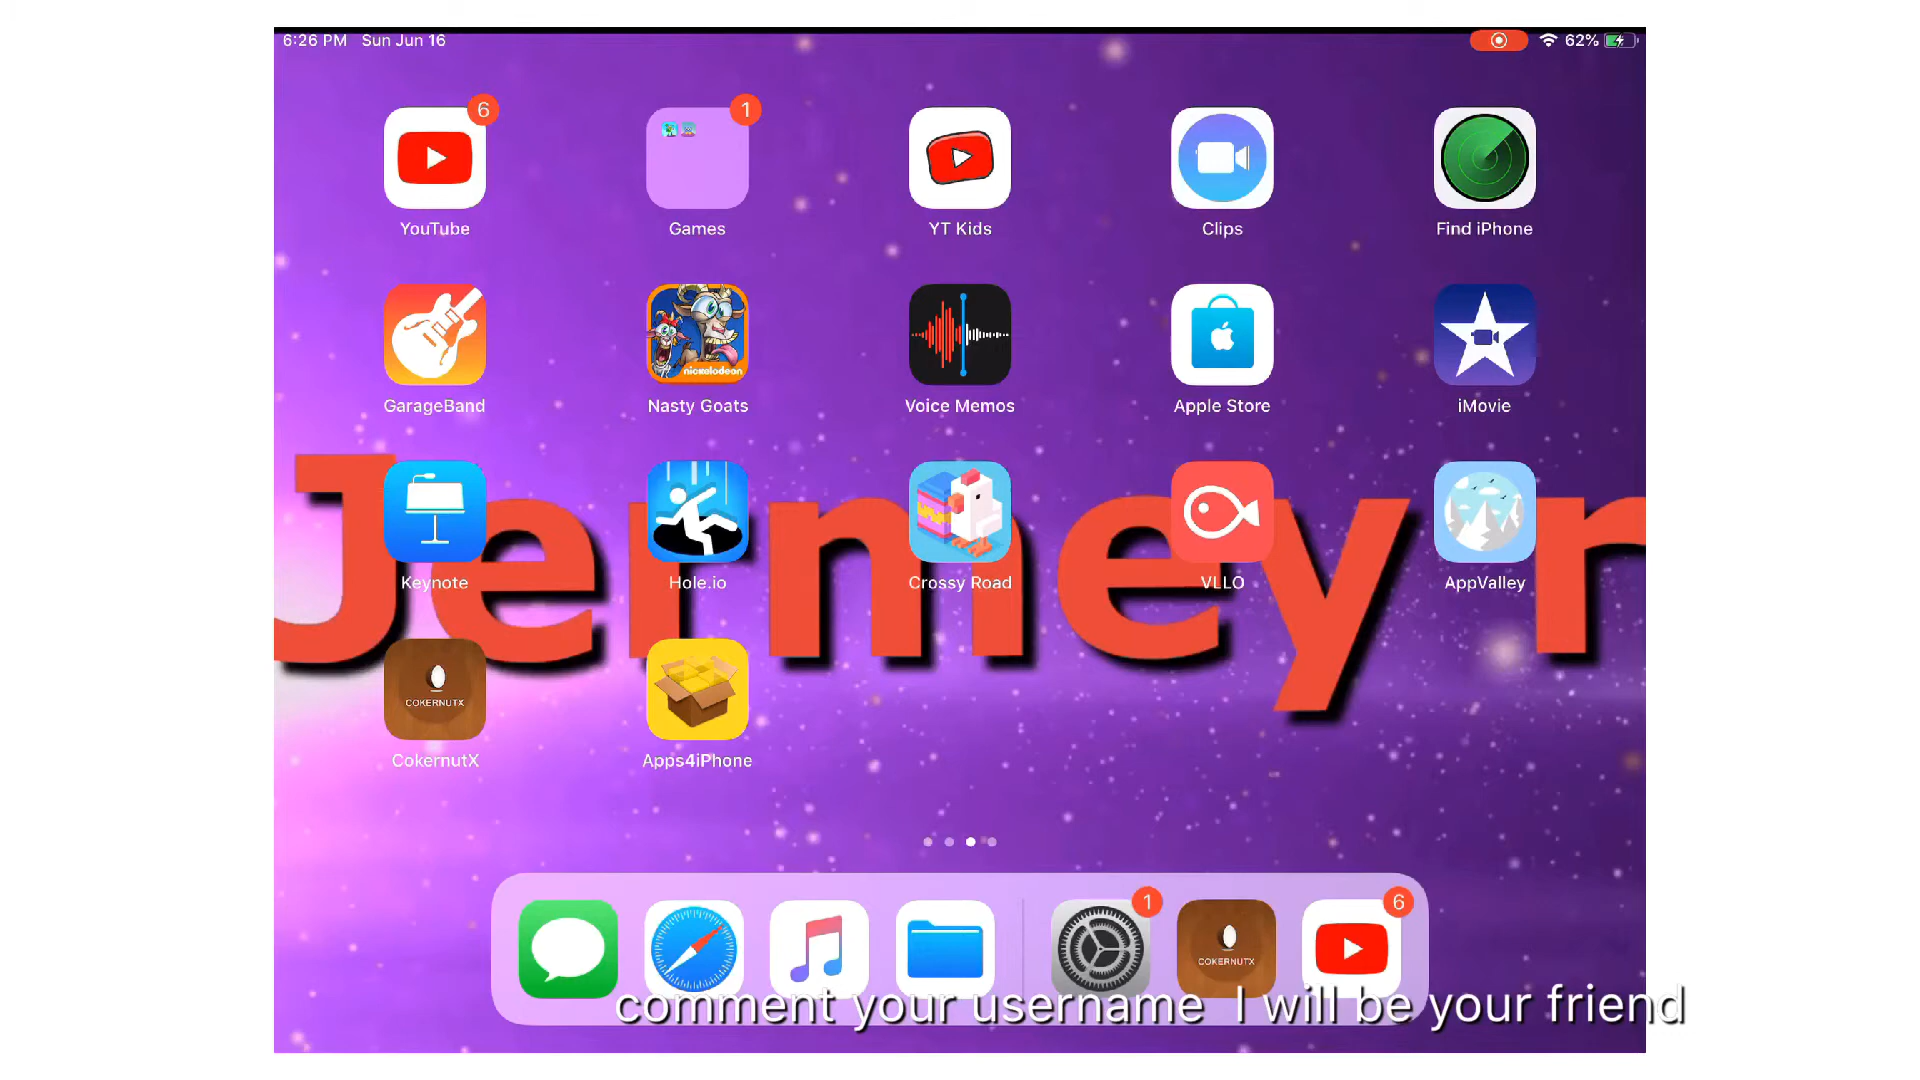 6:26 PM Sun Jun 16
62%
6
1
YouTube
Games
YT Kids
Clips
Find iPhone
nickelodeon
GarageBand
Nasty Goats
Voice Memos
Apple Store
iMovie
Jermey r
Keynote
Hole.io
Crossy Road
VLLO
AppValley
COKERNUTX
CokernutX
Apps4iPhone
1
6
COKERNUTX
comment your username I will be your friend